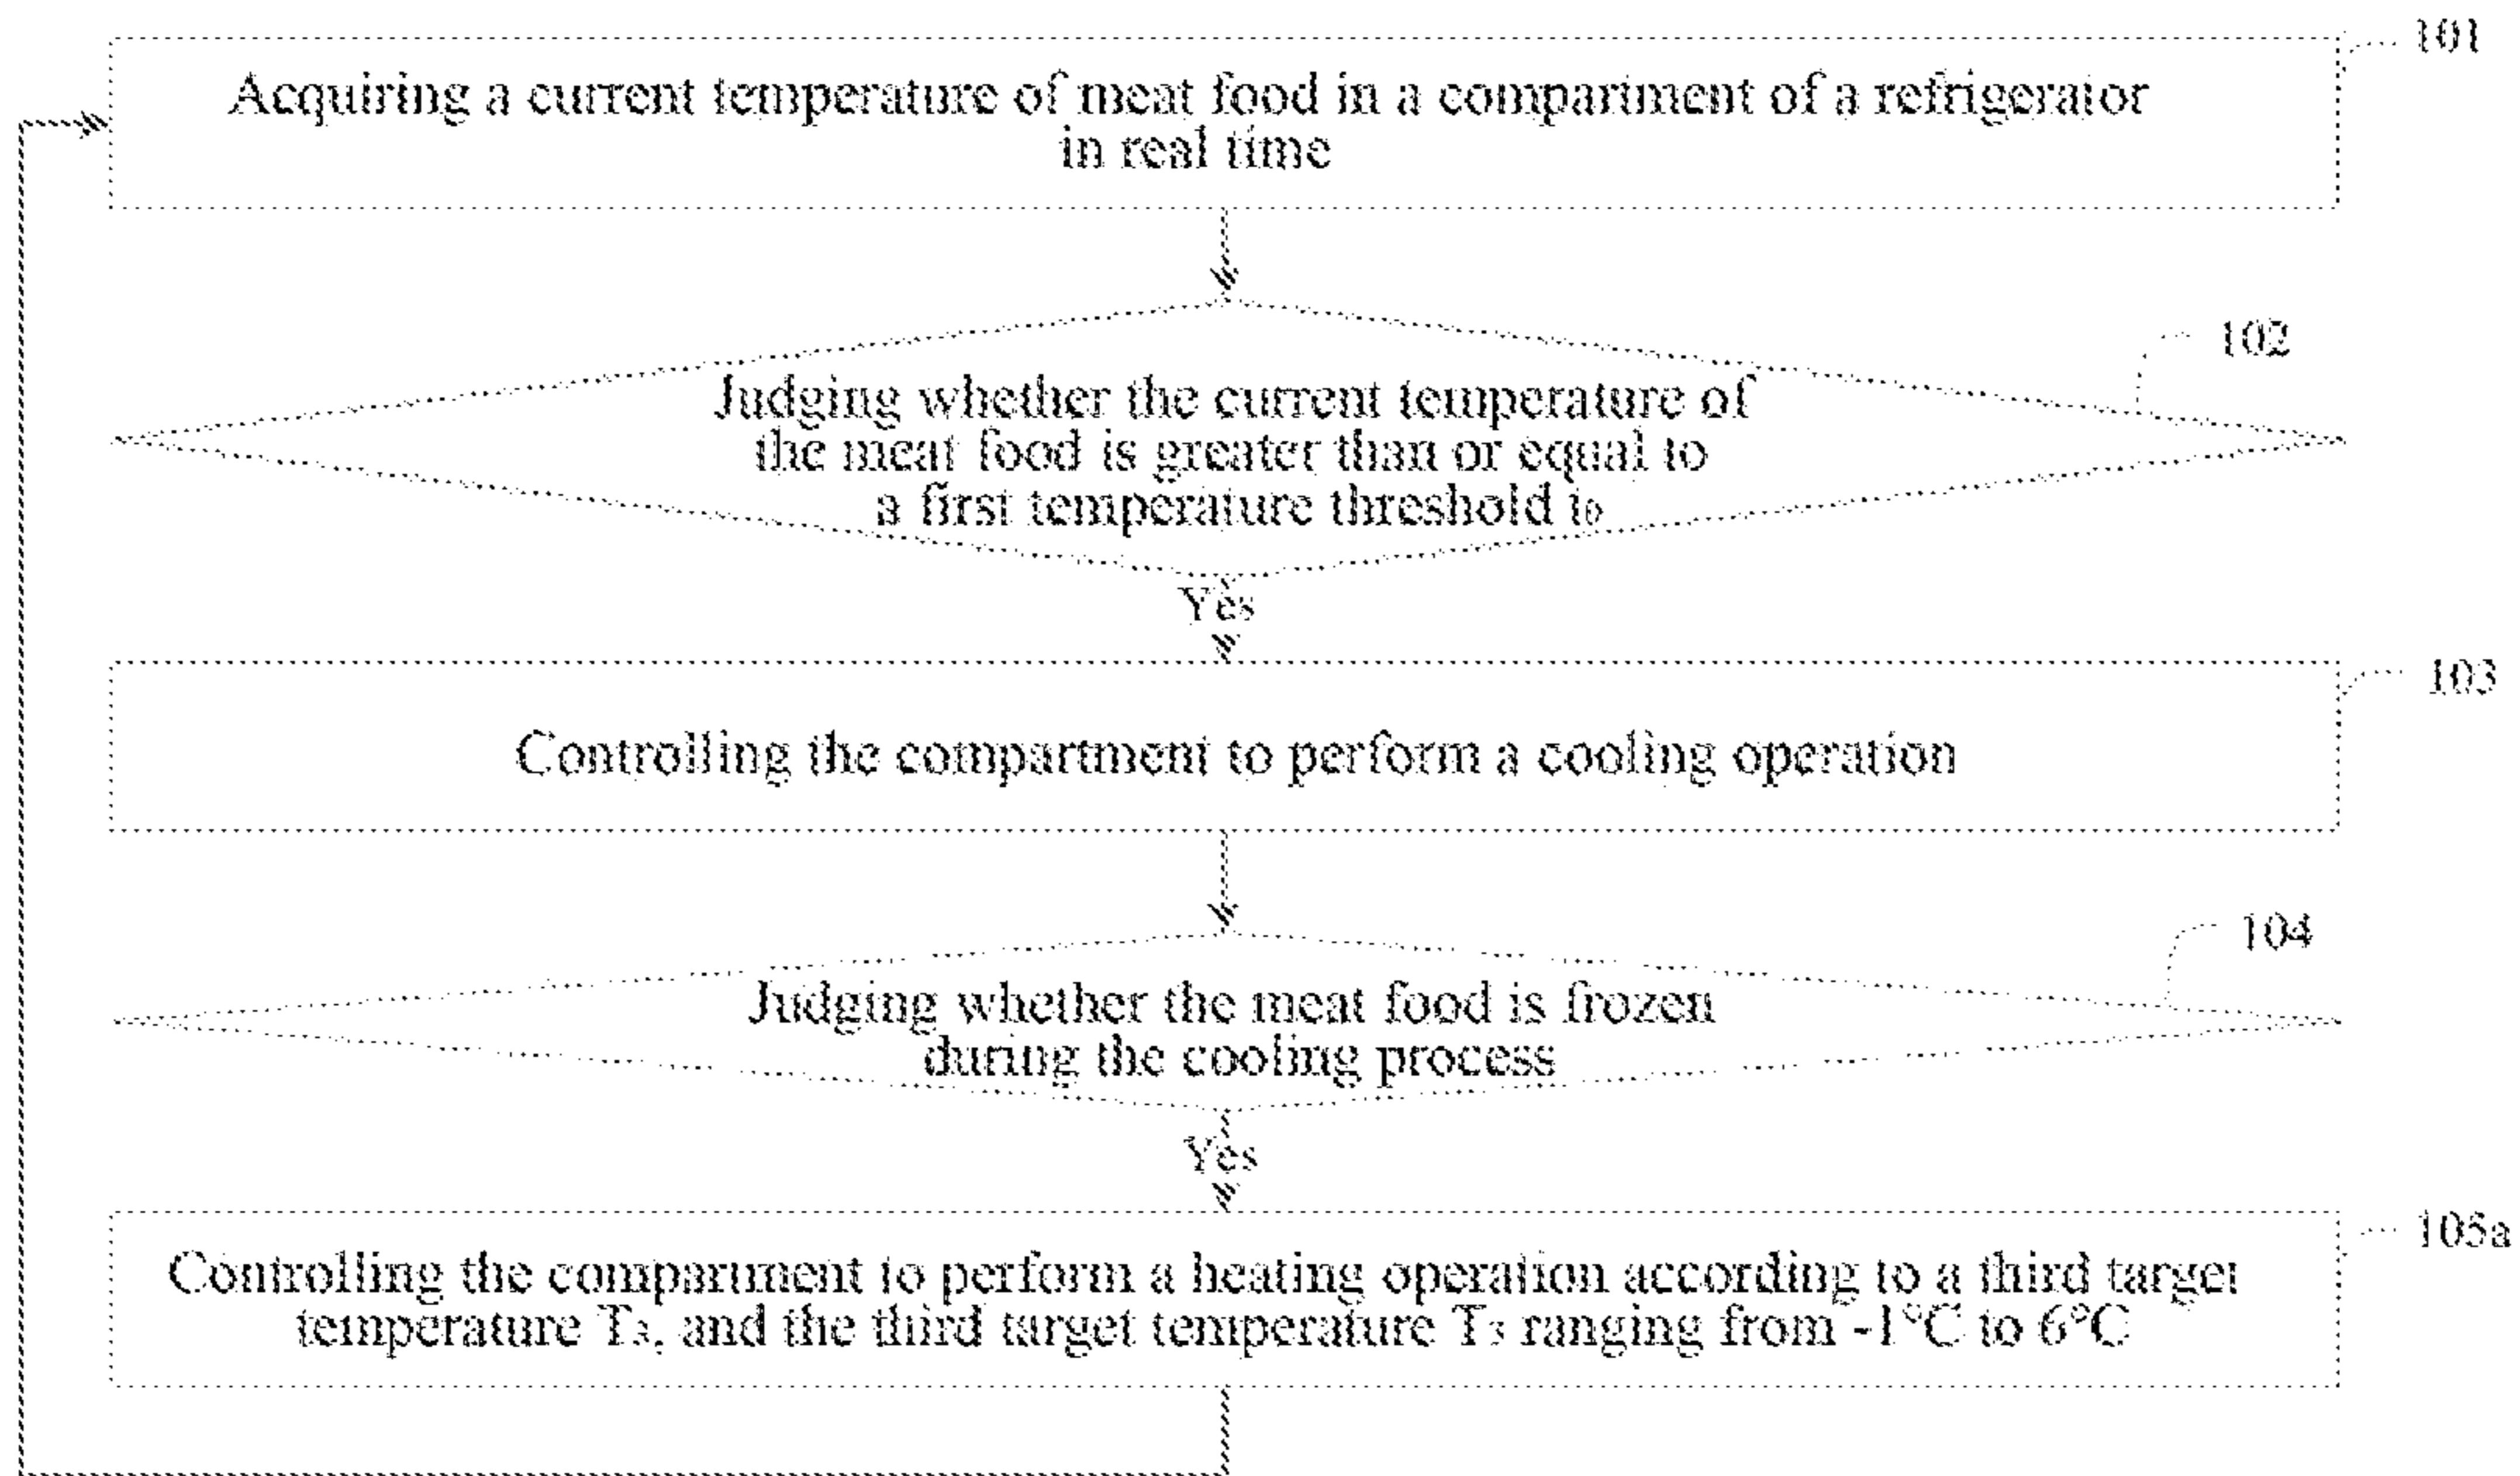 101
Acquiring a current temperature of meat food in a compartment of a refrigerator
in real time
102
Judging whether the current temperature of
the meat food is greater than or equal to
a first temperature threshold t₀
Yes
103
Controlling the compartment to perform a cooling operation
104
Judging whether the meat food is frozen
during the cooling process
Yes
105a
Controlling the compartment to perform a heating operation according to a third target
temperature T₃, and the third target temperature T₃ ranging from -1°C to 6°C